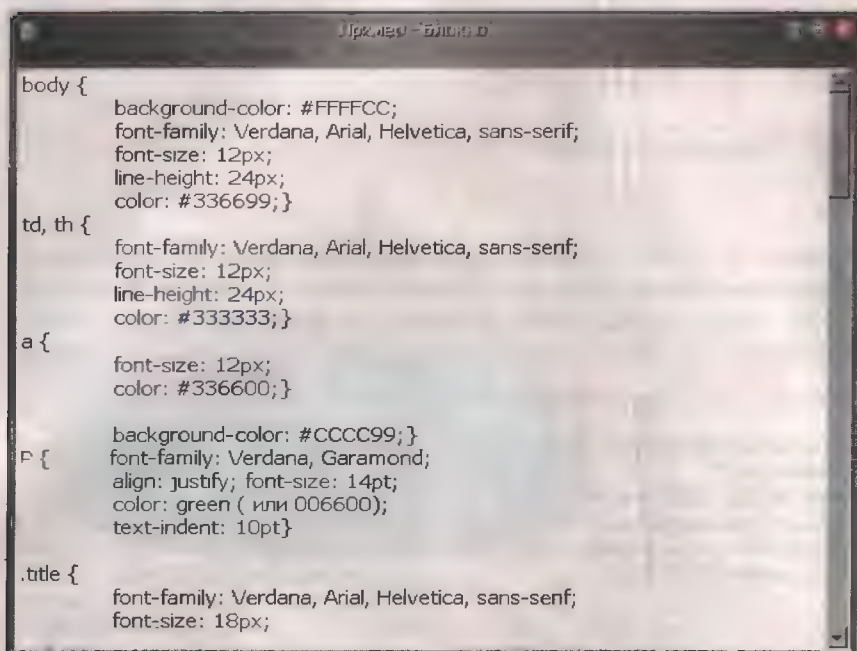 body {
background-color: #FFFFCC;
font-family: Verdana, Arial, Helvetica, sans-serif;
font-size: 12px;
line-height: 24px;
color: #336699;}
td, th {
font-family: Verdana, Arial, Helvetica, sans-serif;
font-size: 12px;
line-height: 24px;
color: #333333;}
a {
font-size: 12px;
color: #336600;}
background-color: #CCCC99;}
P { font-family: Verdana, Garamond;
align: justify; font-size: 14pt;
color: green ( или 006600);
text-indent: 10pt}
.title {
font-family: Verdana, Arial, Helvetica, sans-serif;
font-size: 18px;